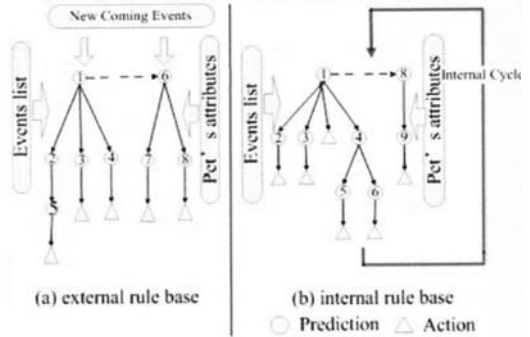 New Coming Events
Events list
1
6
Pet's attributes
2
3
4
7
8
5
(a) external rule base
Events list
1
8
Internal Cycle
Pet's attributes
2
3
4
9
5
6
(b) internal rule base
Prediction
Action